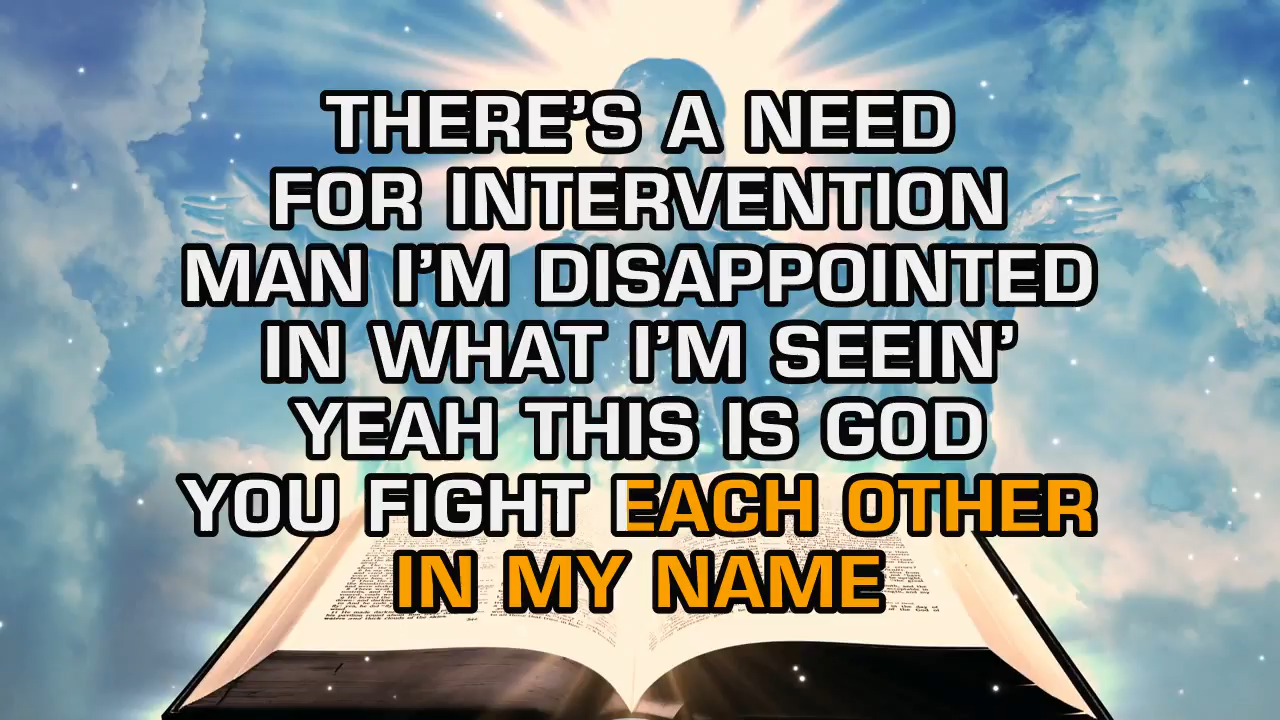 THERE'S A NEED
FOR INTERVENTION
MAN I'M DISAPPOINTED
IN WHAT I'M SEEIN'
YEAH THIS IS GOD
YOU FIGHT EACH OTHER
IN MY NAME